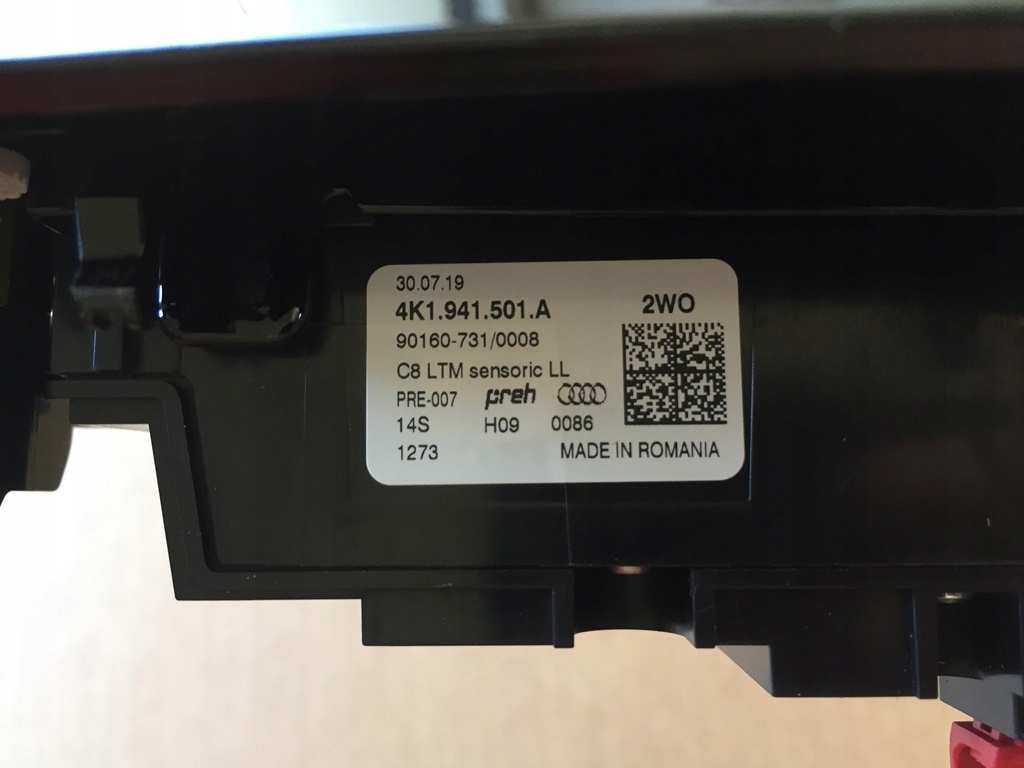 30.07.19
4K1.941.501.A
2WO
90160-731/0008
C8 LTM sensoric LL
PRE-007 preh
14S H09 0086
1273 MADE IN ROMANIA